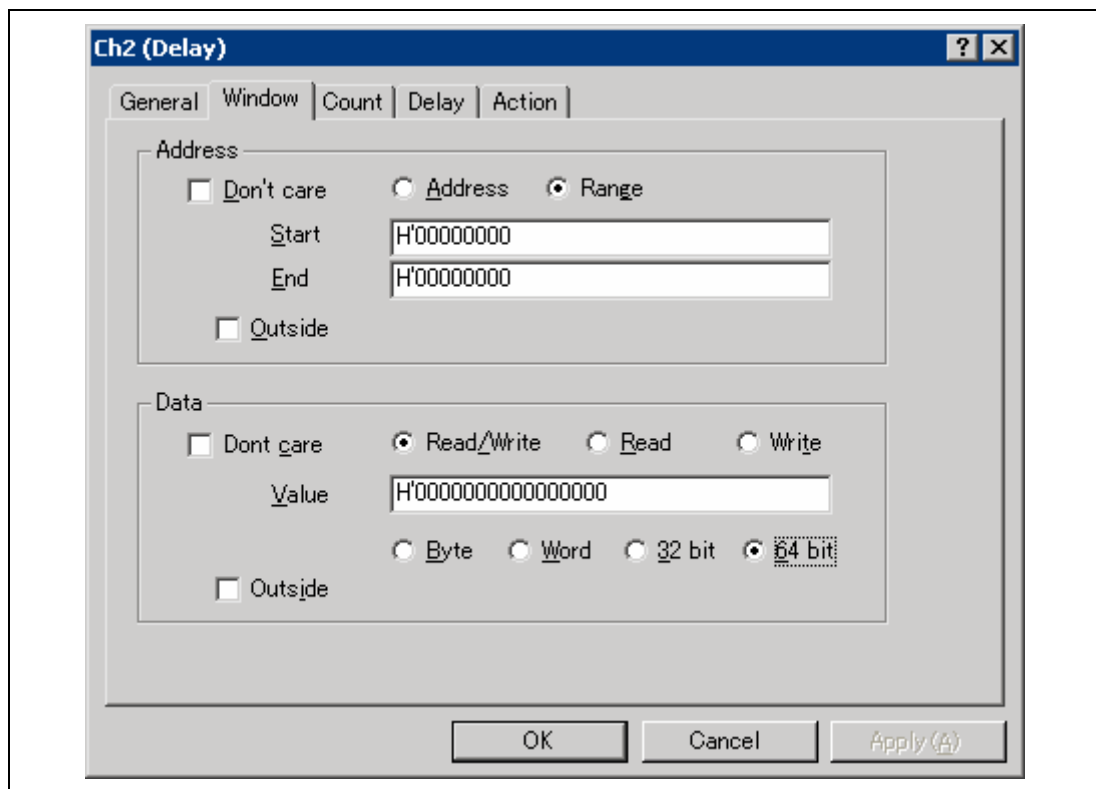 Ch2 (Delay)
General Window Count Delay Action
Address
Don't care Address Range
Start H'00000000
End H'00000000
Outside
Data
Dont care Read/Write Read Write
Value H'0000000000000000
Byte Word 32 bit 64 bit
Outside
OK Cancel Apply (A)